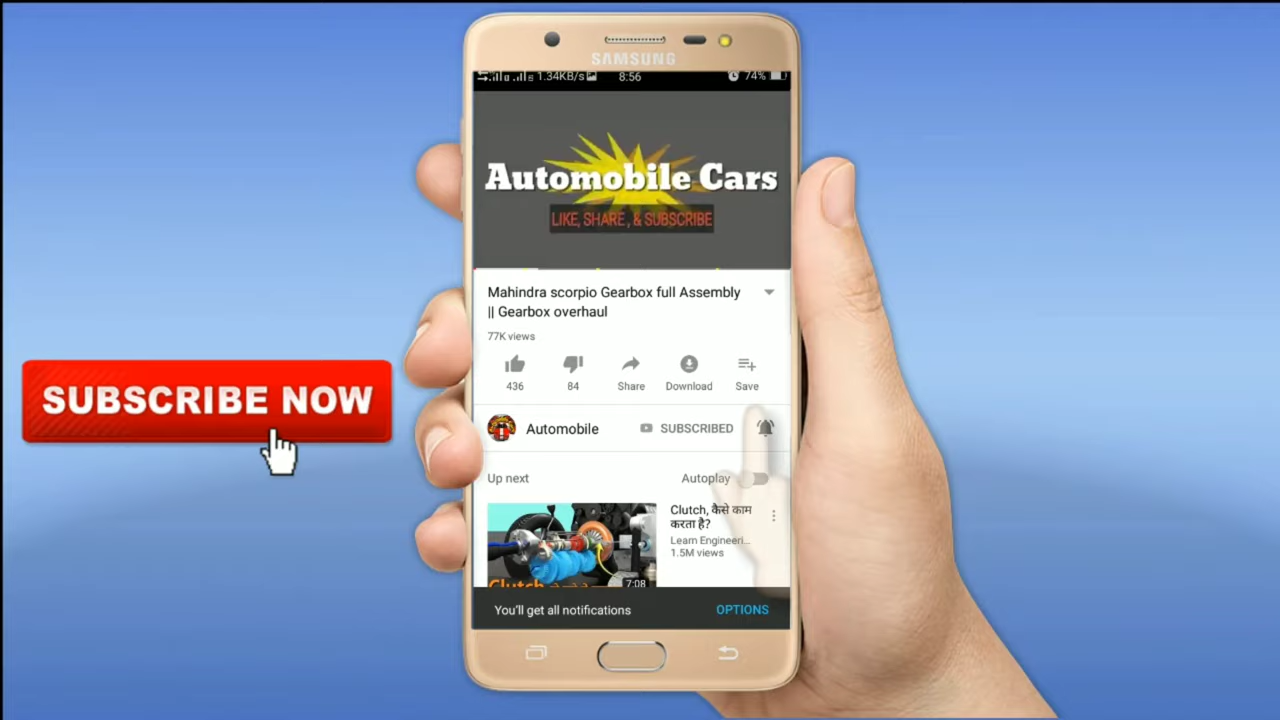 SAMSUNG
1.34KB/s 8:56 74%
Automobile Cars
LIKE, SHARE , & SUBSCRIBE
Mahindra scorpio Gearbox full Assembly
|| Gearbox overhaul
77K views
436 84 Share Download Save
SUBSCRIBE NOW
Automobile SUBSCRIBED
Up next Autoplay
Clutch, कैसे काम
करता है?
Learn Engineeri...
1.5M views
Clutch
7:08
You'll get all notifications OPTIONS